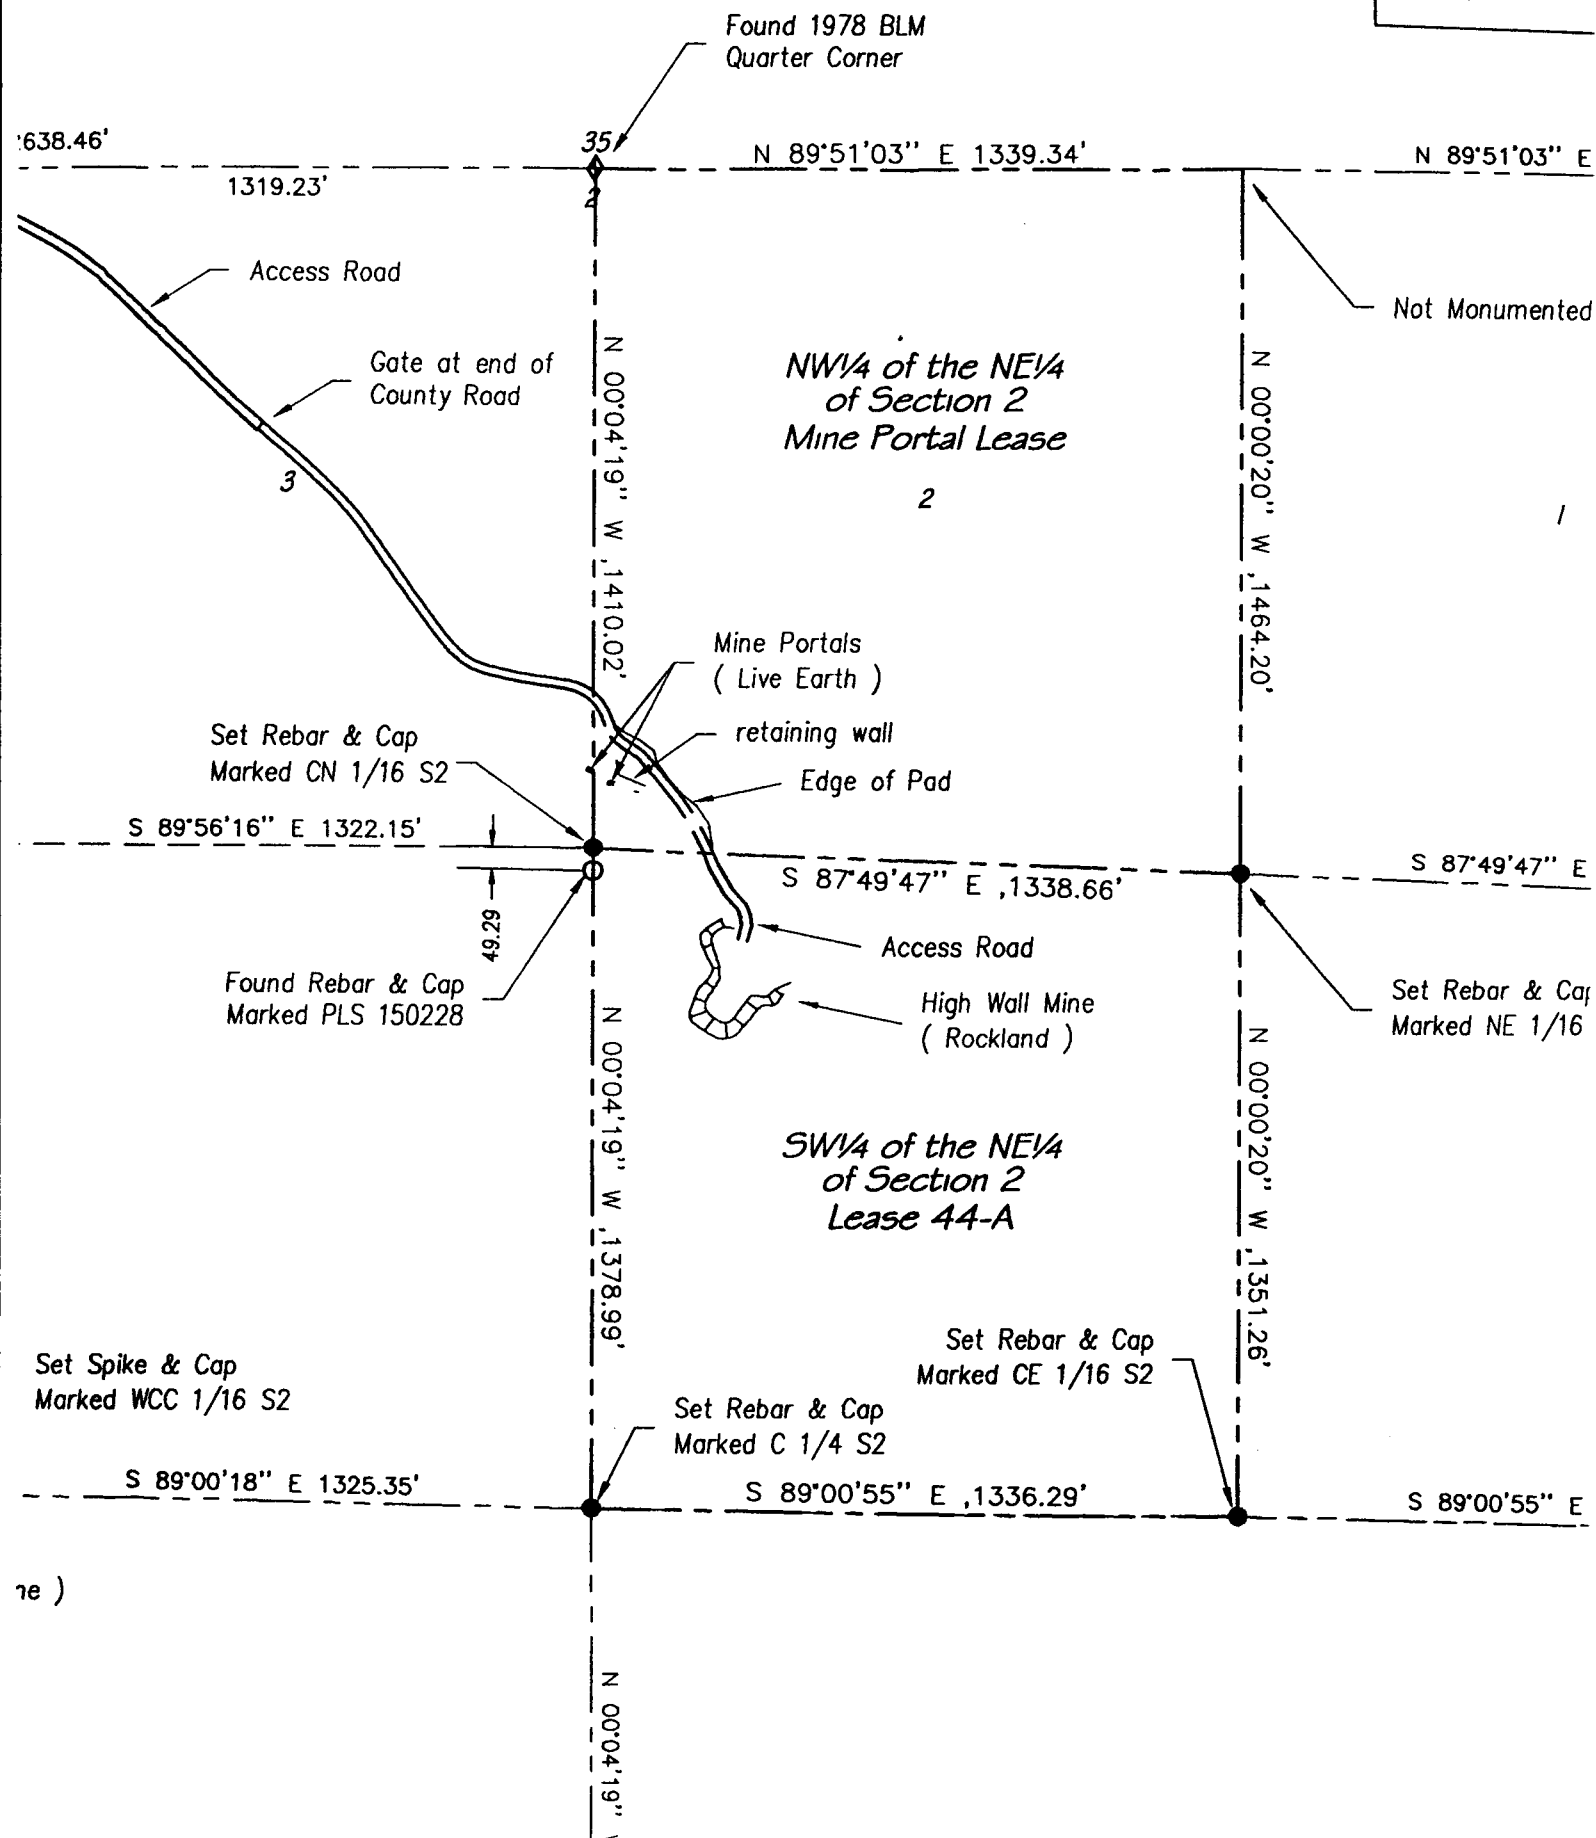 Found 1978 BLM
Quarter Corner
638.46'
1319.23'
35
2
N 89°51'03" E 1339.34'
N 89°51'03" E
Access Road
Not Monumented
Gate at end of
County Road
3
N 00°04'19" W ,1410.02'
NW1/4 of the NE1/4
of Section 2
Mine Portal Lease
2
N 00°00'20" W ,1464.20'
1
Mine Portals
( Live Earth )
retaining wall
Edge of Pad
Set Rebar & Cap
Marked CN 1/16 S2
S 89°56'16" E 1322.15'
S 87°49'47" E ,1338.66'
S 87°49'47" E
49.29
Access Road
Found Rebar & Cap
Marked PLS 150228
High Wall Mine
( Rockland )
Set Rebar & Cap
Marked NE 1/16
N 00°04'19" W ,1378.99'
SW1/4 of the NE1/4
of Section 2
Lease 44-A
N 00°00'20" W ,1351.26'
Set Spike & Cap
Marked WCC 1/16 S2
Set Rebar & Cap
Marked CE 1/16 S2
Set Rebar & Cap
Marked C 1/4 S2
S 89°00'18" E 1325.35'
S 89°00'55" E ,1336.29'
S 89°00'55" E
N 00°04'19"